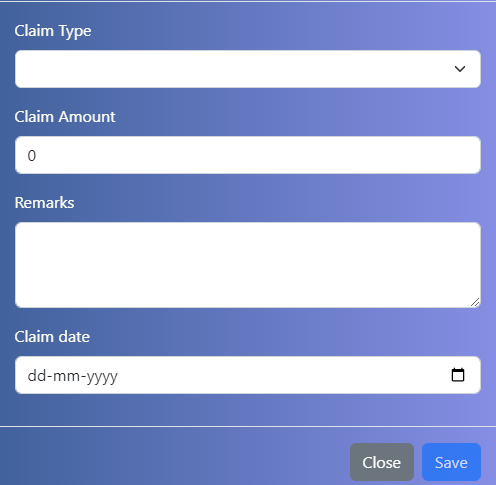 Claim Type
Claim Amount
0
Remarks
Claim date
dd-mm-yyyy
Close Save